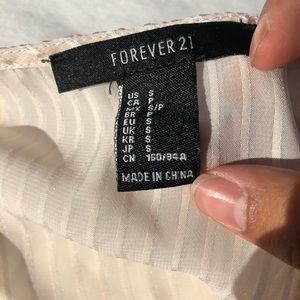 FOREVER 21
US S
CA P
MX S/P
BR P
EU S
UK S
KR S
JP S
CN 160/84A
MADE IN CHINA